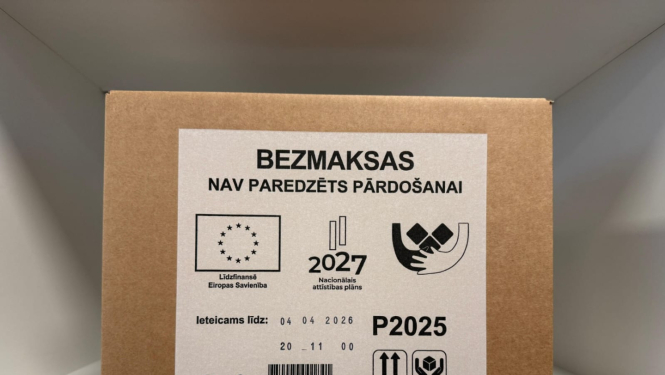 BEZMAKSAS
NAV PAREDZĒTS PĀRDOŠANAI
Līdzfinansē
Eiropas Savienība
2027
Nacionālais
attīstības plāns
Ieteicams līdz: 04 04 2026
P2025
20 11 00